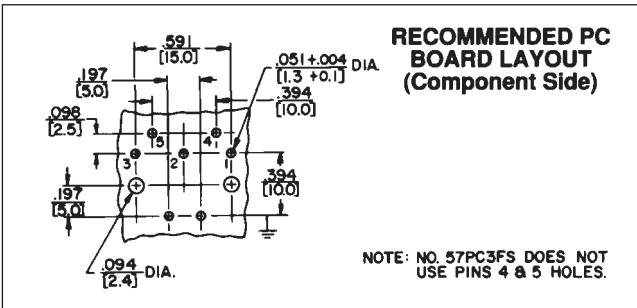 RECOMMENDED PC
BOARD LAYOUT
(Component Side)
.591
[15.0]
.051+.004 DIA.
[1.3 +0.1]
.197
[5.0]
.394
[10.0]
.098
[2.5]
5
4
3
2
1
.394
[10.0]
.197
[5.0]
.094 DIA.
[2.4]
NOTE: NO. 57PC3FS DOES NOT
USE PINS 4 & 5 HOLES.